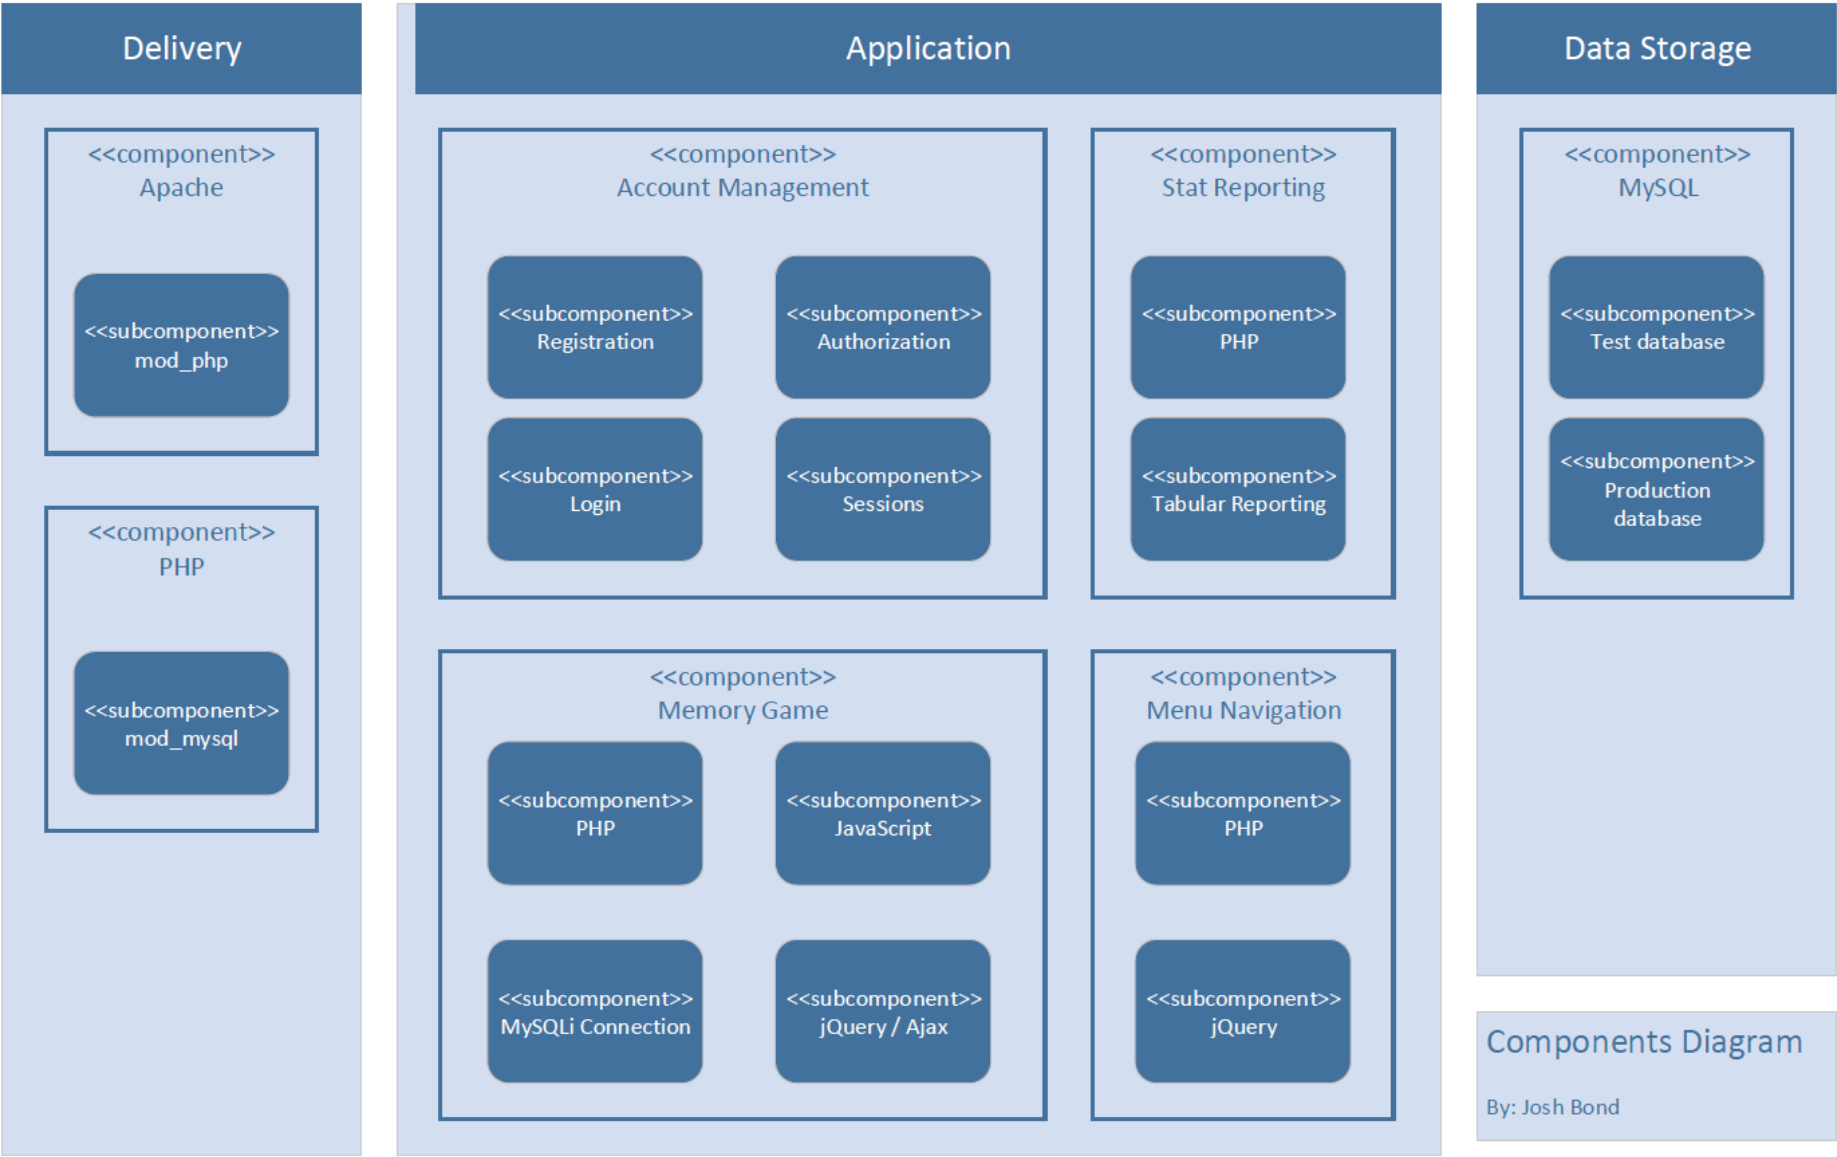 Delivery
<<component>>
Apache
<<subcomponent>>
mod_php
<<component>>
PHP
<<subcomponent>>
mod_mysql
Application
<<component>>
Account Management
<<subcomponent>>
Registration
<<subcomponent>>
Authorization
<<subcomponent>>
Login
<<subcomponent>>
Sessions
<<component>>
Stat Reporting
<<subcomponent>>
PHP
<<subcomponent>>
Tabular Reporting
<<component>>
Memory Game
<<subcomponent>>
PHP
<<subcomponent>>
JavaScript
<<subcomponent>>
MySQLi Connection
<<subcomponent>>
jQuery / Ajax
<<component>>
Menu Navigation
<<subcomponent>>
PHP
<<subcomponent>>
jQuery
Data Storage
<<component>>
MySQL
<<subcomponent>>
Test database
<<subcomponent>>
Production
database
Components Diagram
By: Josh Bond